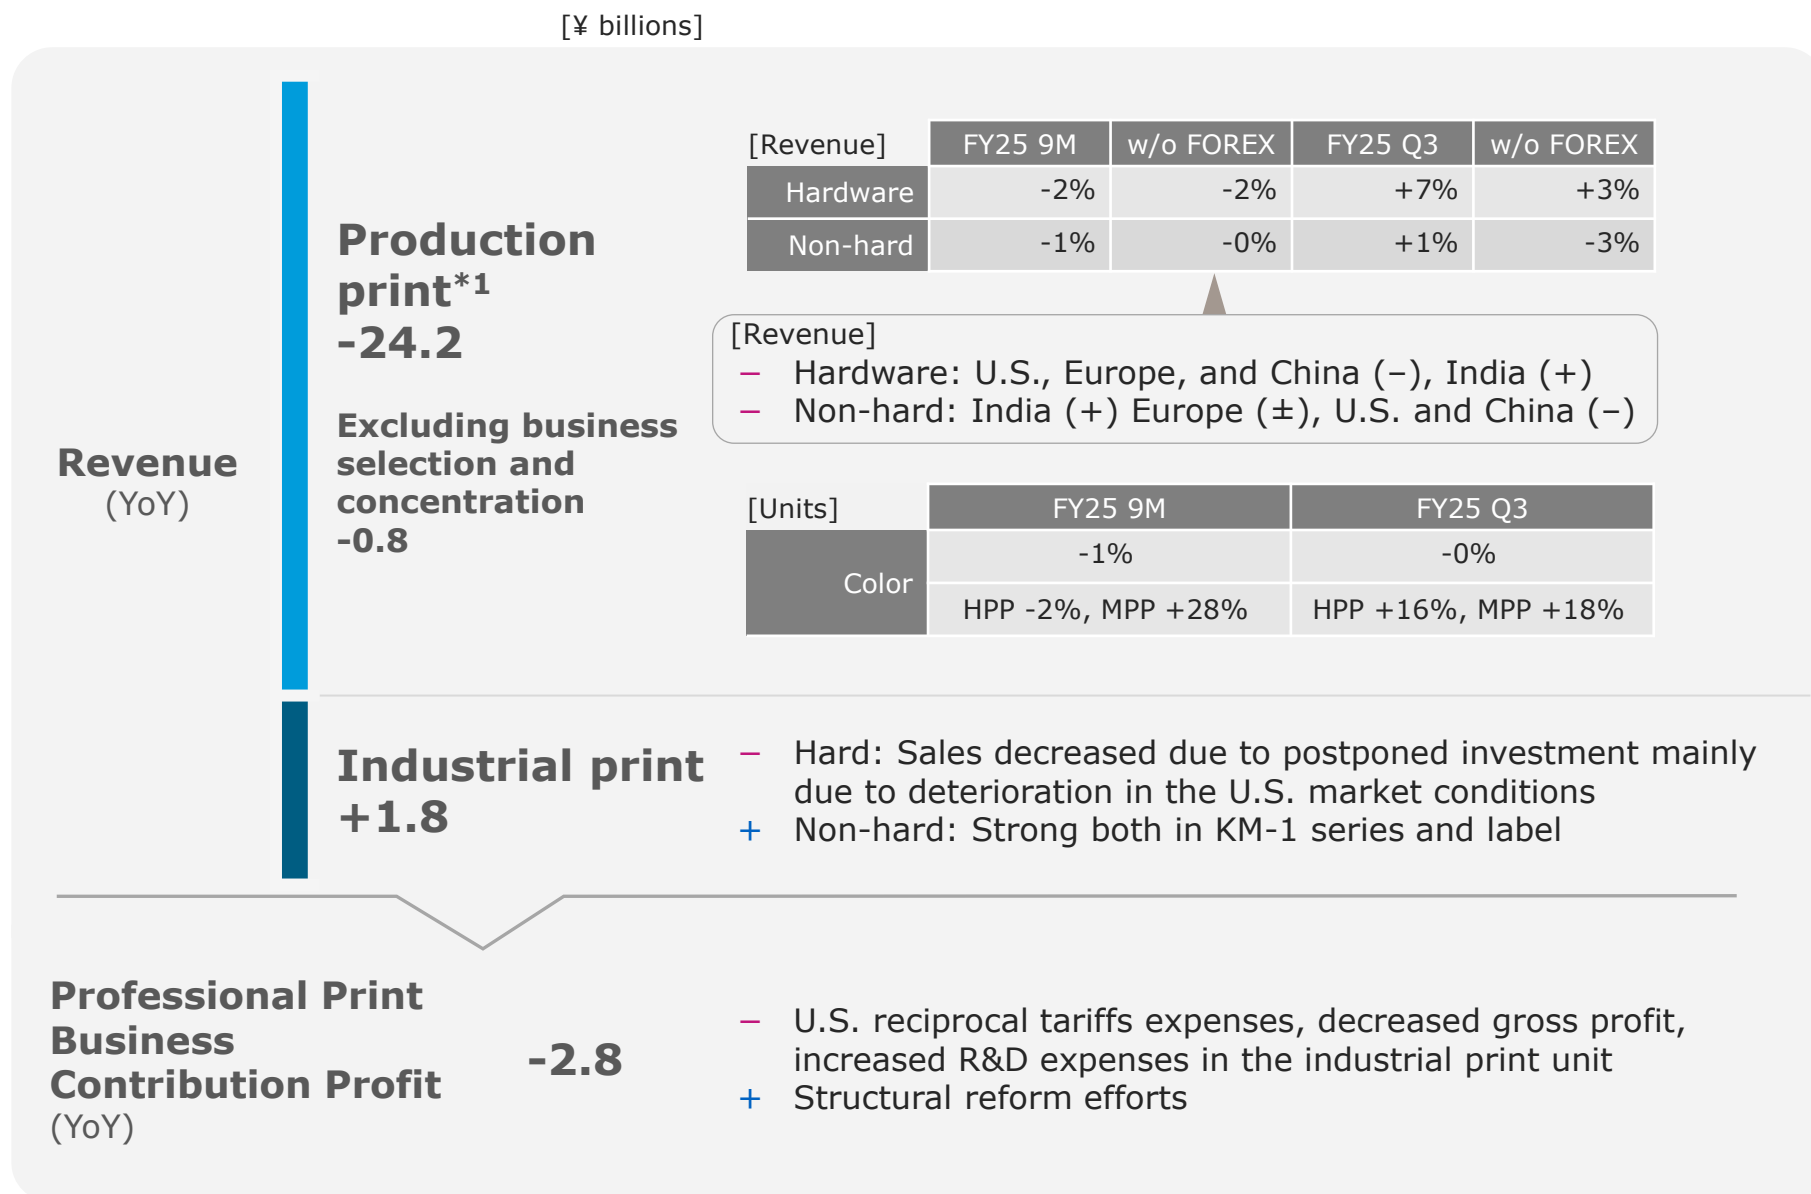 [¥ billions]
Revenue
(YoY)
Production
print*1
-24.2
Excluding business
selection and
concentration
-0.8
[Revenue] FY25 9M w/o FOREX FY25 Q3 w/o FOREX
Hardware -2% -2% +7% +3%
Non-hard -1% -0% +1% -3%
[Revenue]
− Hardware: U.S., Europe, and China (–), India (+)
− Non-hard: India (+) Europe (±), U.S. and China (–)
[Units] FY25 9M FY25 Q3
Color
-1% -0%
HPP -2%, MPP +28% HPP +16%, MPP +18%
Industrial print
+1.8
− Hard: Sales decreased due to postponed investment mainly
due to deterioration in the U.S. market conditions
+ Non-hard: Strong both in KM-1 series and label
Professional Print
Business
Contribution Profit
(YoY)
-2.8
− U.S. reciprocal tariffs expenses, decreased gross profit,
increased R&D expenses in the industrial print unit
+ Structural reform efforts